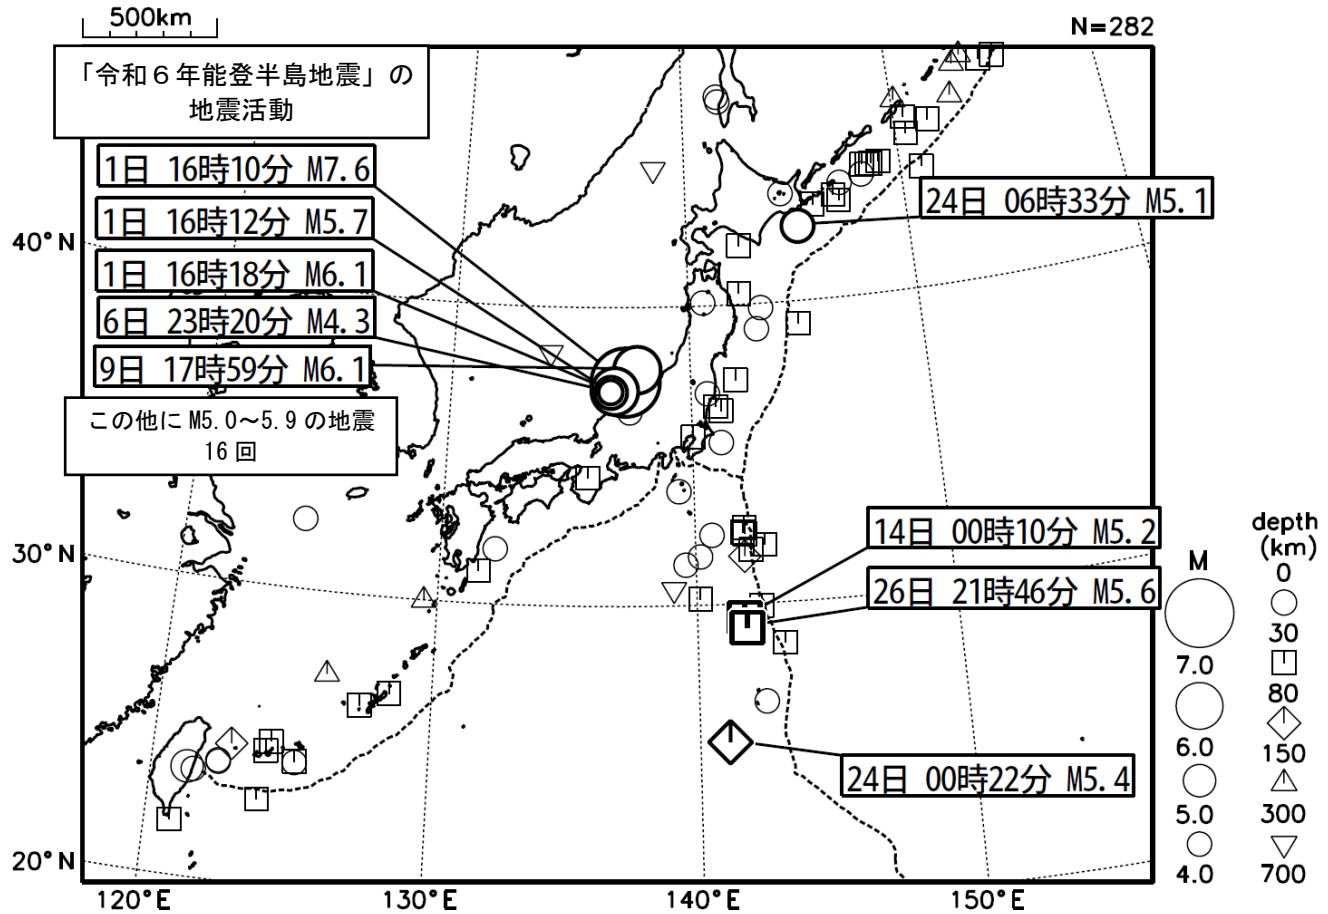 500km
N=282
「令和６年能登半島地震」の
地震活動
1日 16時10分 M7.6
1日 16時12分 M5.7
1日 16時18分 M6.1
6日 23時20分 M4.3
9日 17時59分 M6.1
この他に M5.0～5.9 の地震
16 回
24日 06時33分 M5.1
14日 00時10分 M5.2
26日 21時46分 M5.6
24日 00時22分 M5.4
40°N
30°N
20°N
120°E
130°E
140°E
150°E
M
7.0
6.0
5.0
4.0
depth
(km)
0
30
80
150
300
700